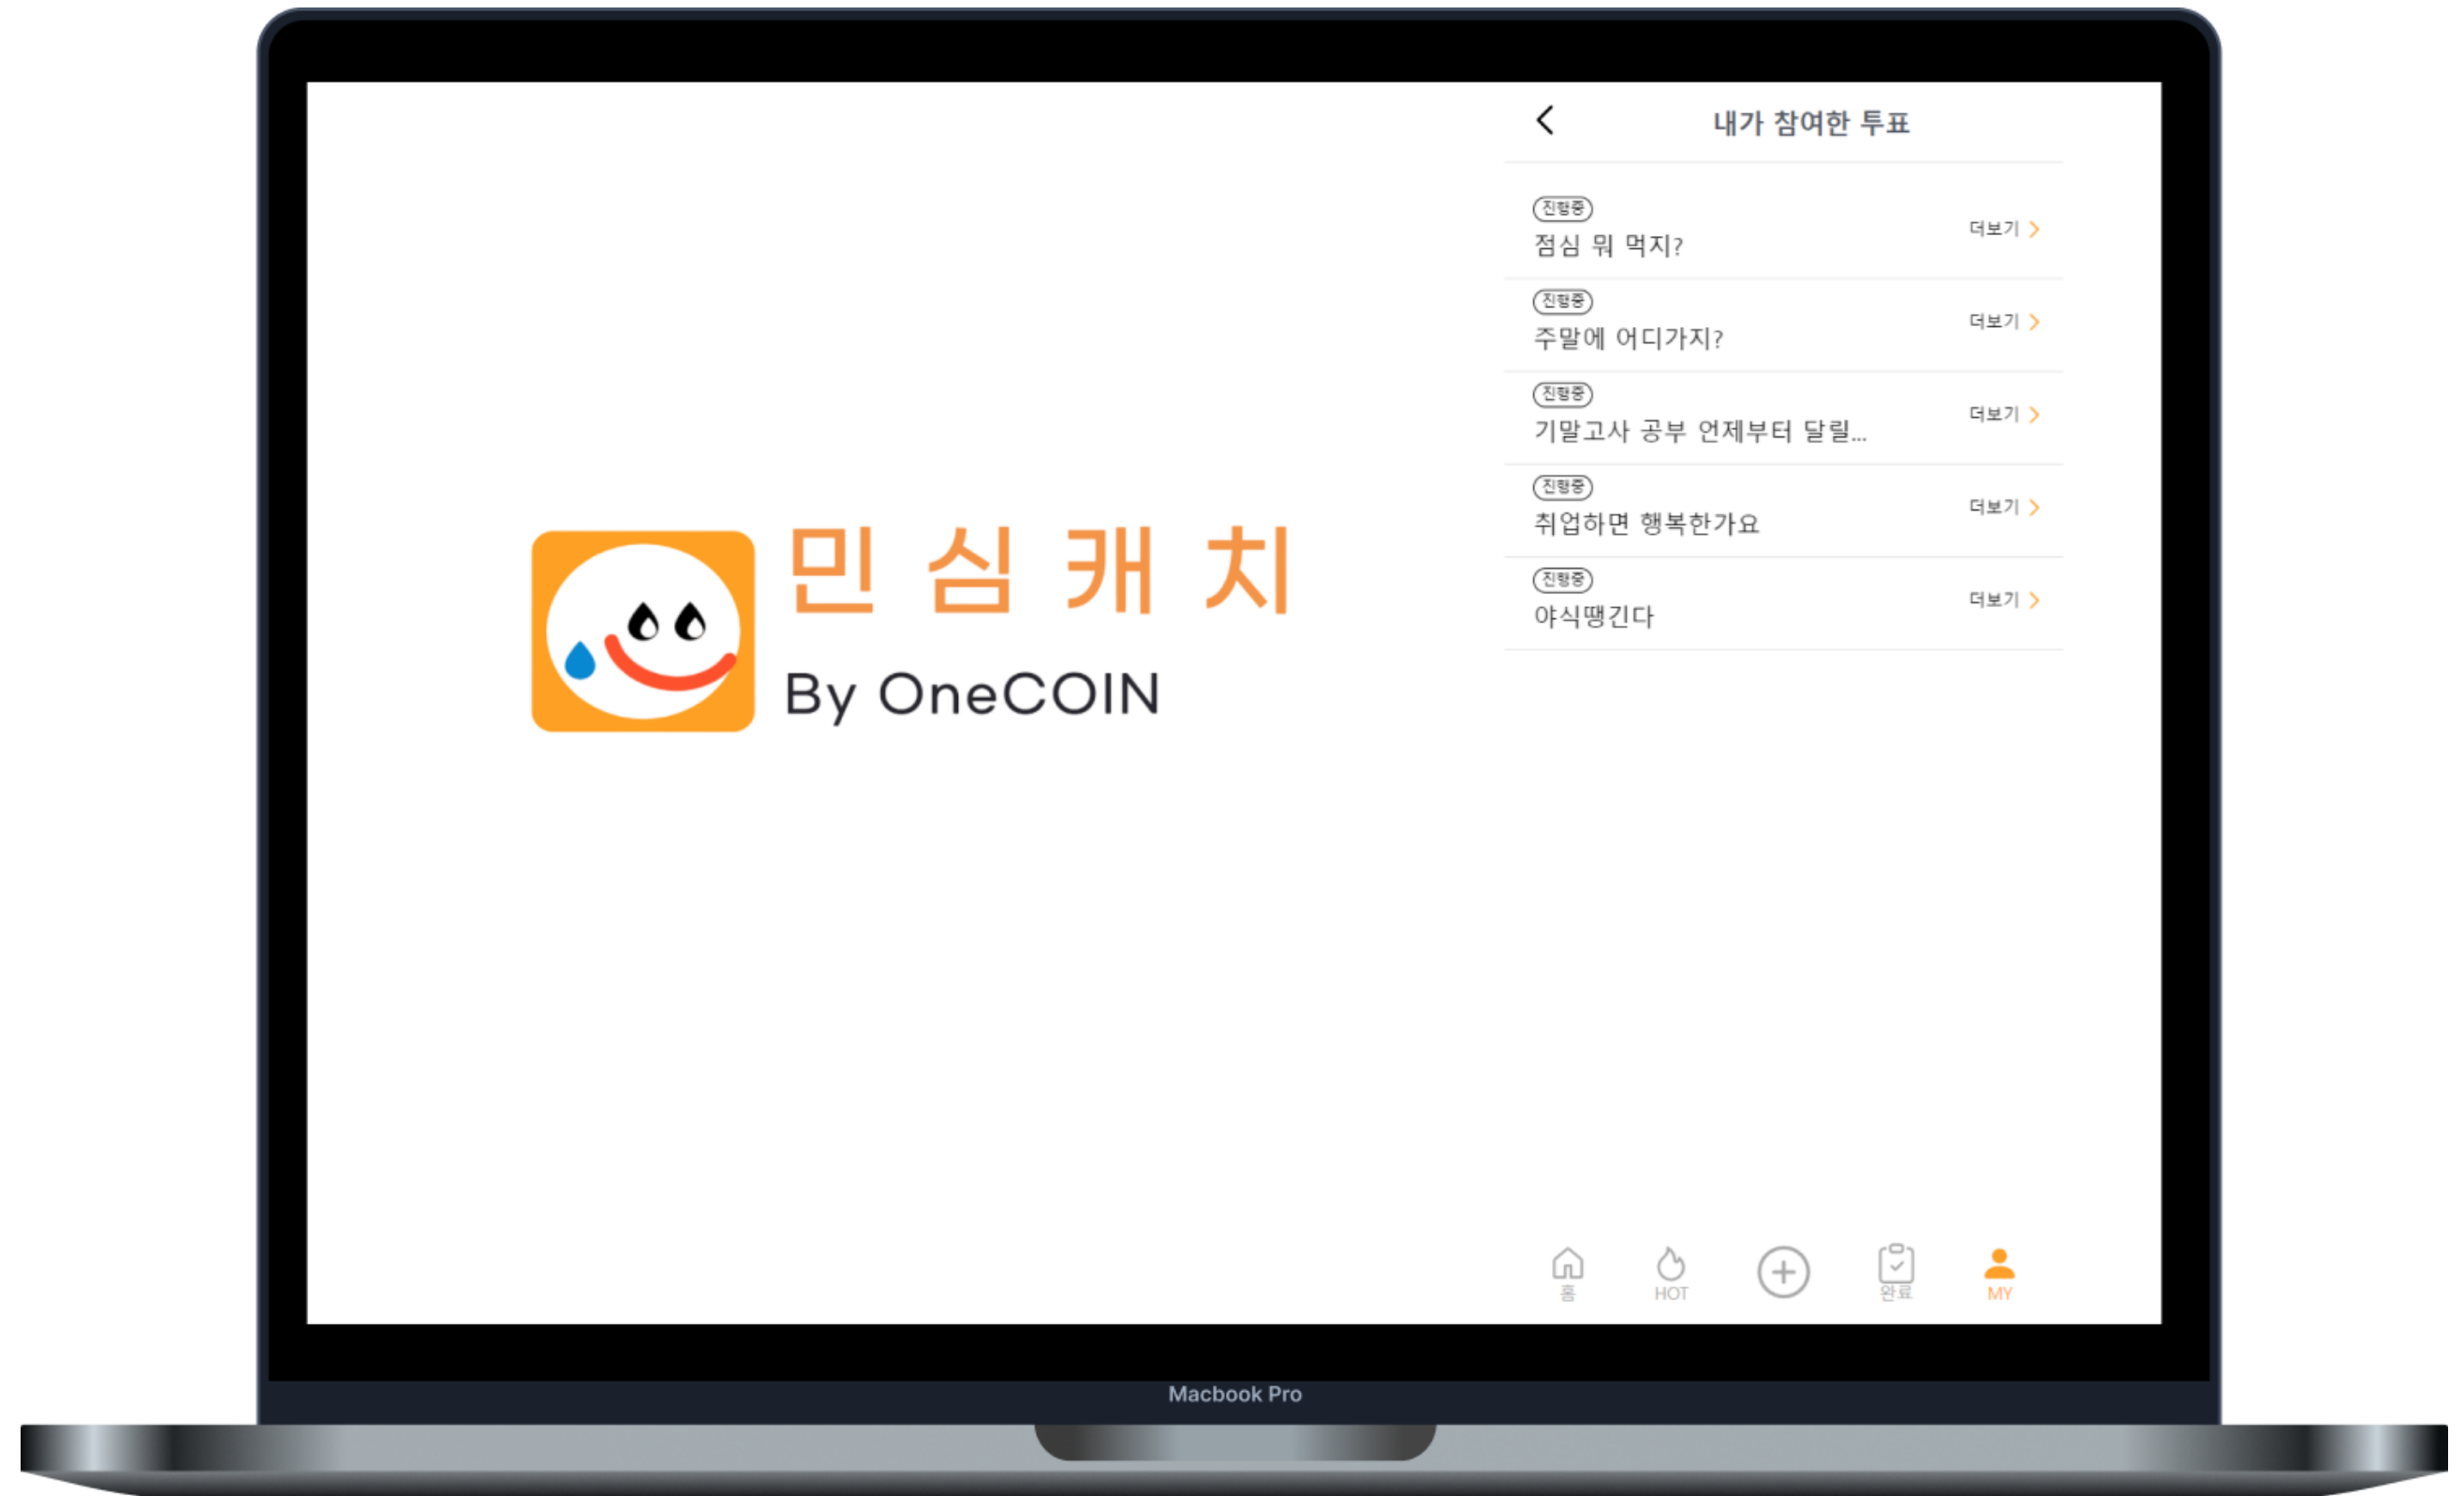 민심캐치
By OneCOIN
내가 참여한 투표
진행중
점심 뭐 먹지?
더보기
진행중
주말에 어디가지?
더보기
진행중
기말고사 공부 언제부터 달릴...
더보기
진행중
취업하면 행복한가요
더보기
진행중
야식땡긴다
더보기
홈
HOT
완료
MY
Macbook Pro